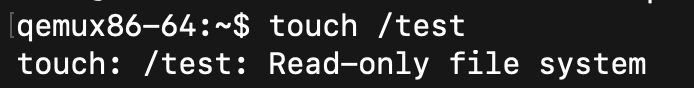 [qemux86-64:~$ touch /test
touch: /test: Read-only file system